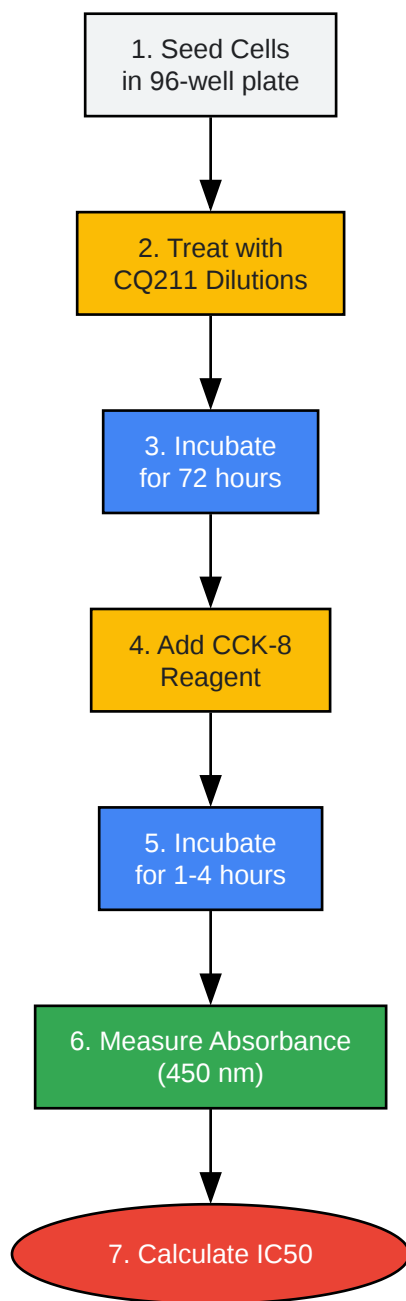 1. Seed Cells
in 96-well plate
2. Treat with
CQ211 Dilutions
3. Incubate
for 72 hours
4. Add CCK-8
Reagent
5. Incubate
for 1-4 hours
6. Measure Absorbance
(450 nm)
7. Calculate IC50